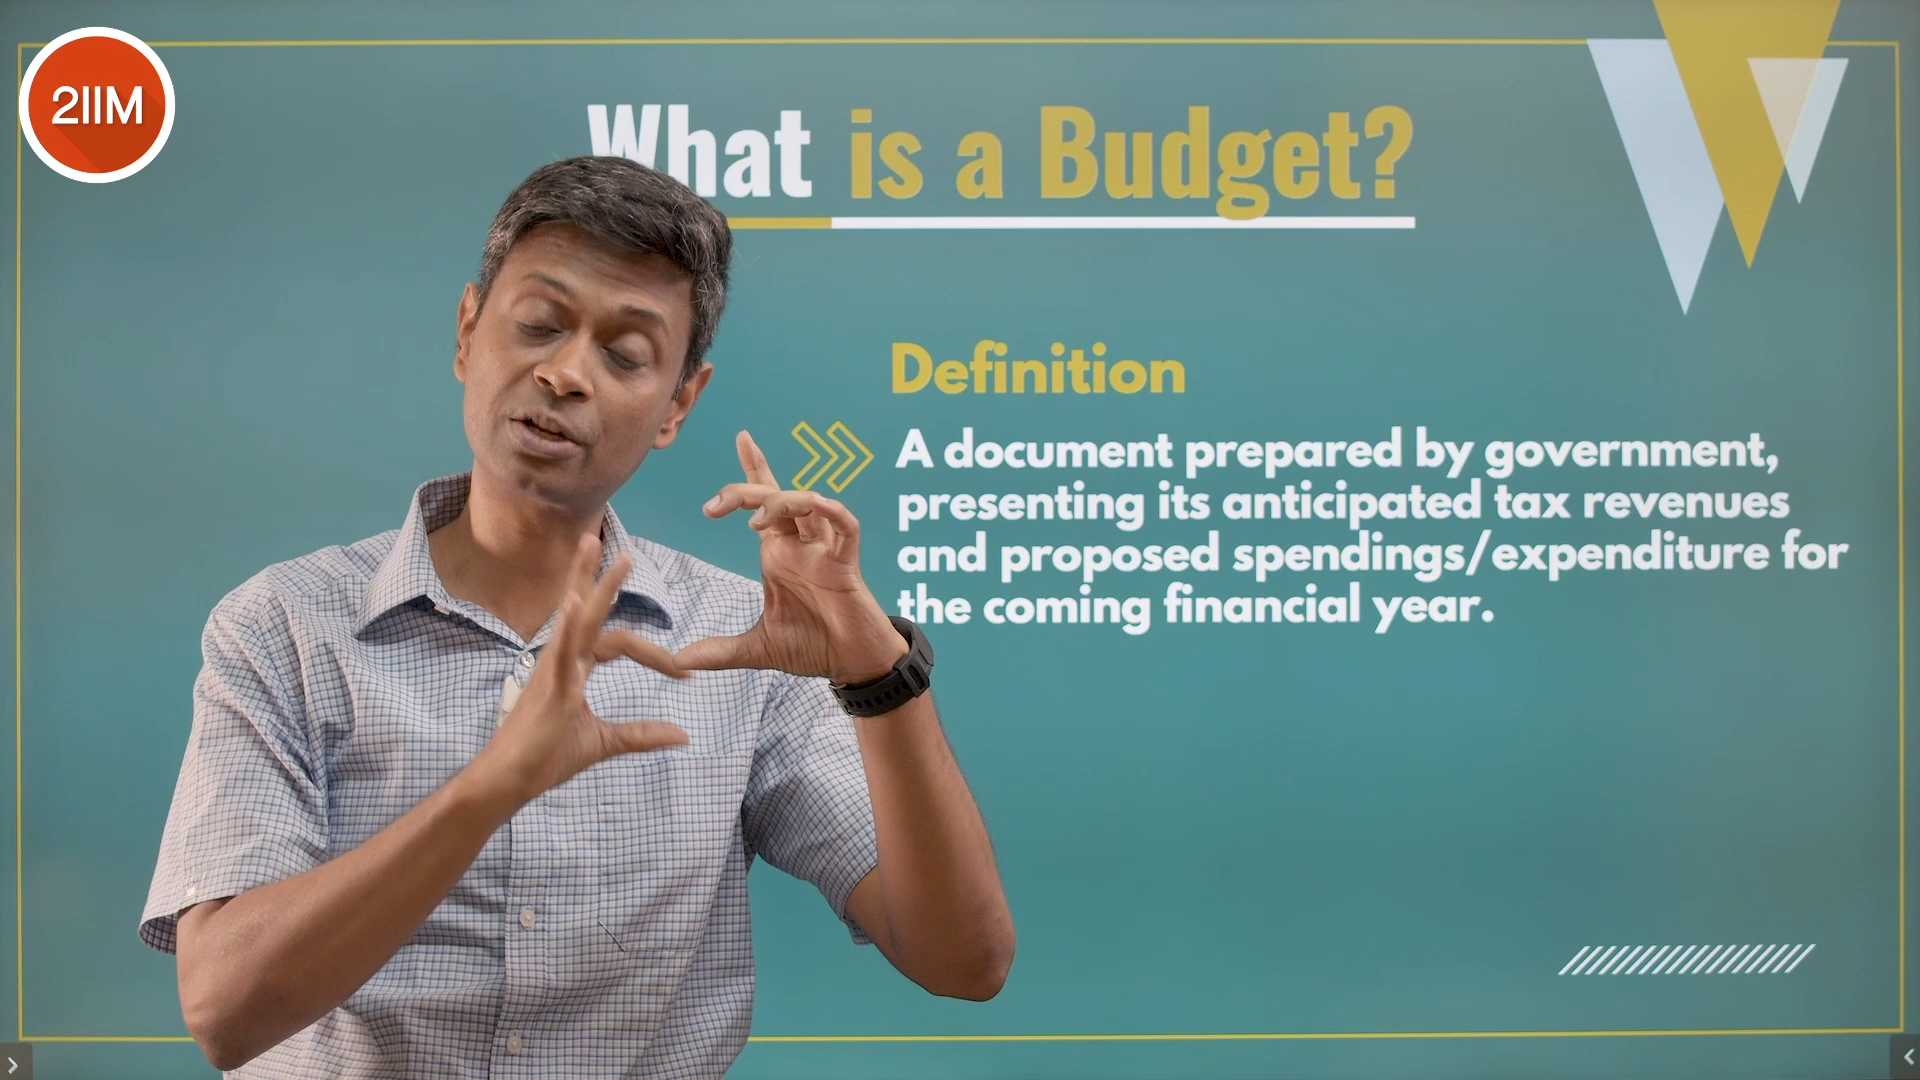 2IIM
What is a Budget?
Definition
A document prepared by government,
presenting its anticipated tax revenues
and proposed spendings/expenditure for
the coming financial year.